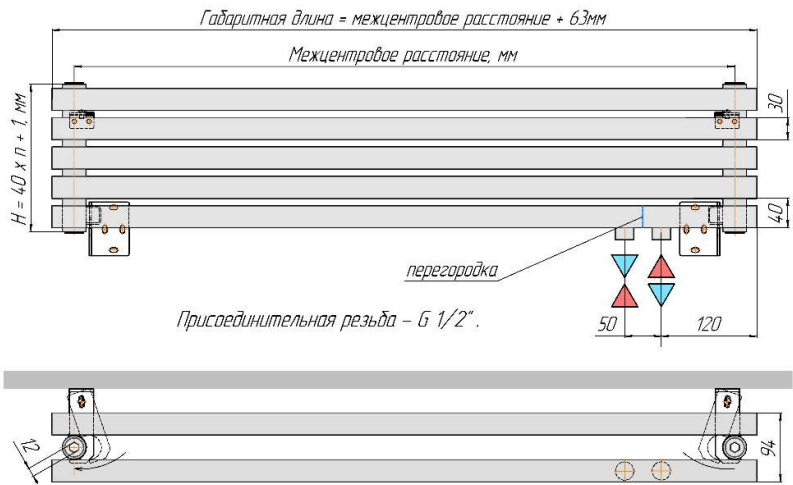 Габаритная длина = межцентровое расстояние + 63мм
Межцентровое расстояние, мм
H = 40 x n + 1, мм
30
40
перегородка
Присоединительная резьба – G 1/2".
50
120
12
94